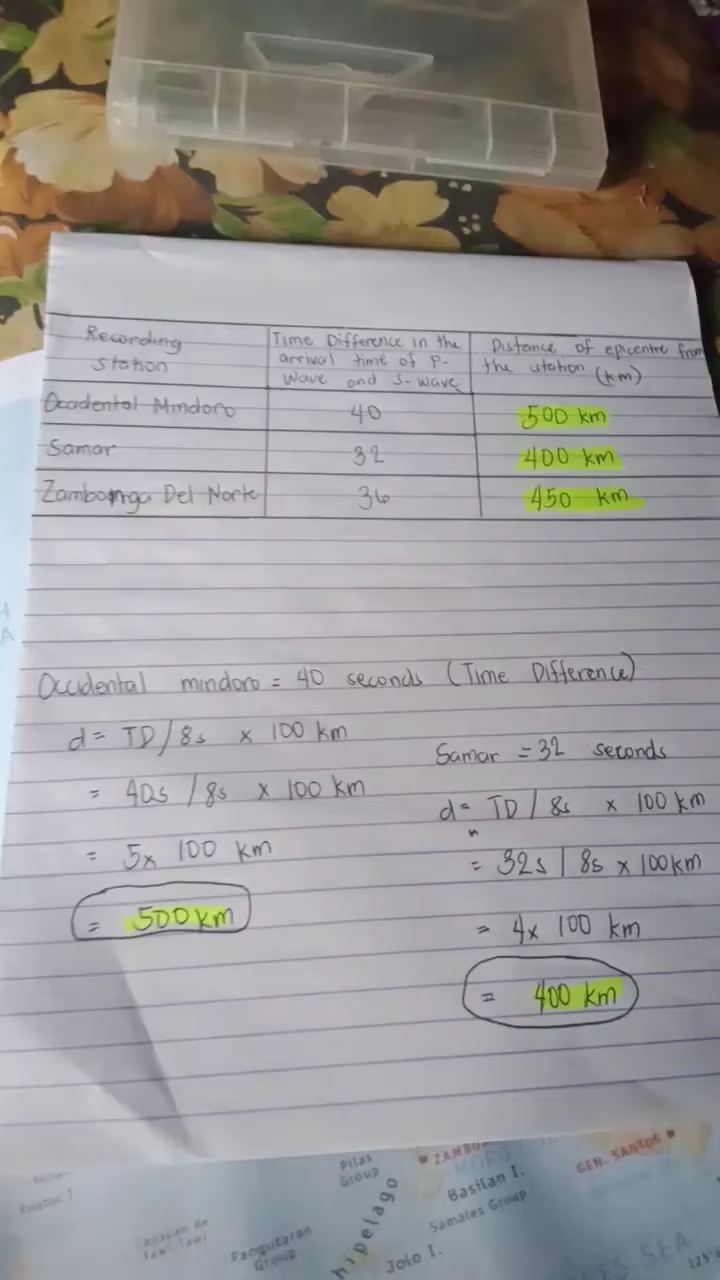 Recording
station
Time Difference in the
arrival time of P-
wave and S-wave
Distance of epicentre from
the station (km)
Occidental Mindoro
40
500 km
Samar
32
400 km
Zamboanga Del Norte
36
450 km
Occidental mindoro = 40 seconds (Time Difference)
d = TD / 8s x 100 km
= 40s / 8s x 100 km
= 5x 100 km
= 500 km
Samar = 32 seconds
d = TD / 8s x 100 km
= 32s / 8s x 100km
= 4x 100 km
= 400 km
Pilas
Group
GEN. SANTOS
Basilan I.
Samales Group
Pangutaran
Group
Jolo I.